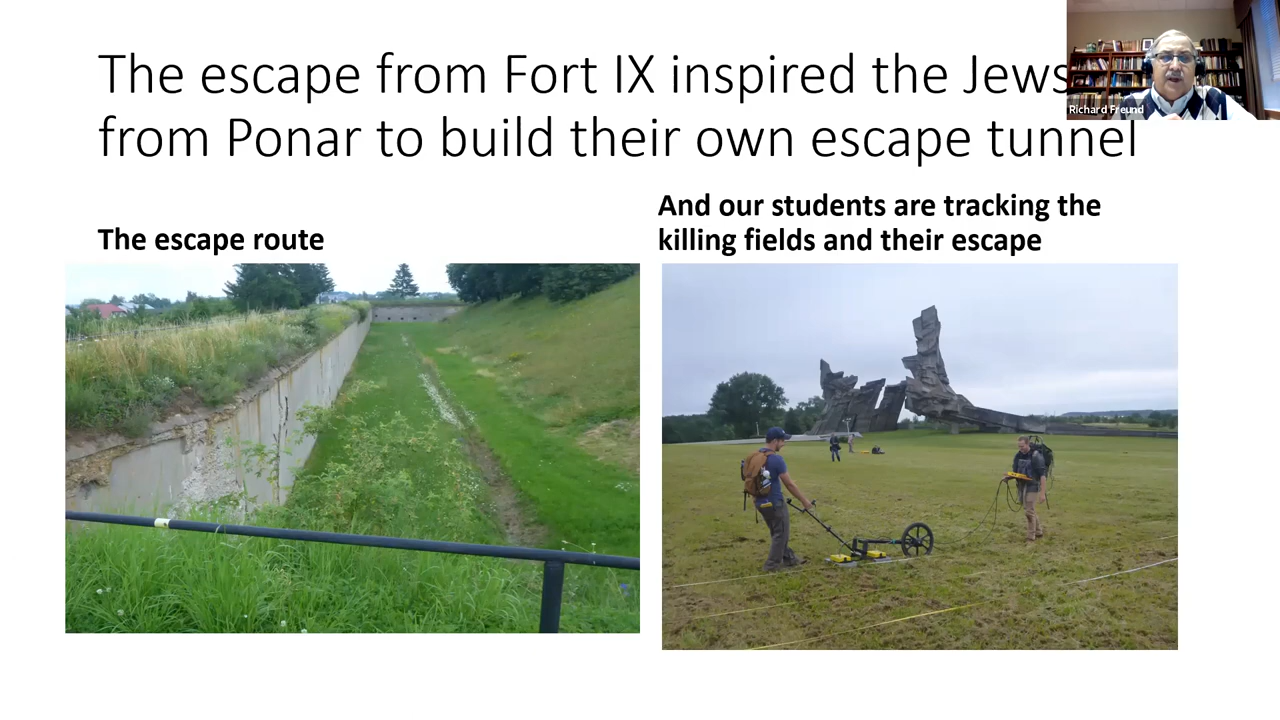 The escape from Fort IX inspired the Jews
from Ponar to build their own escape tunnel
Richard Freund
The escape route
And our students are tracking the
killing fields and their escape